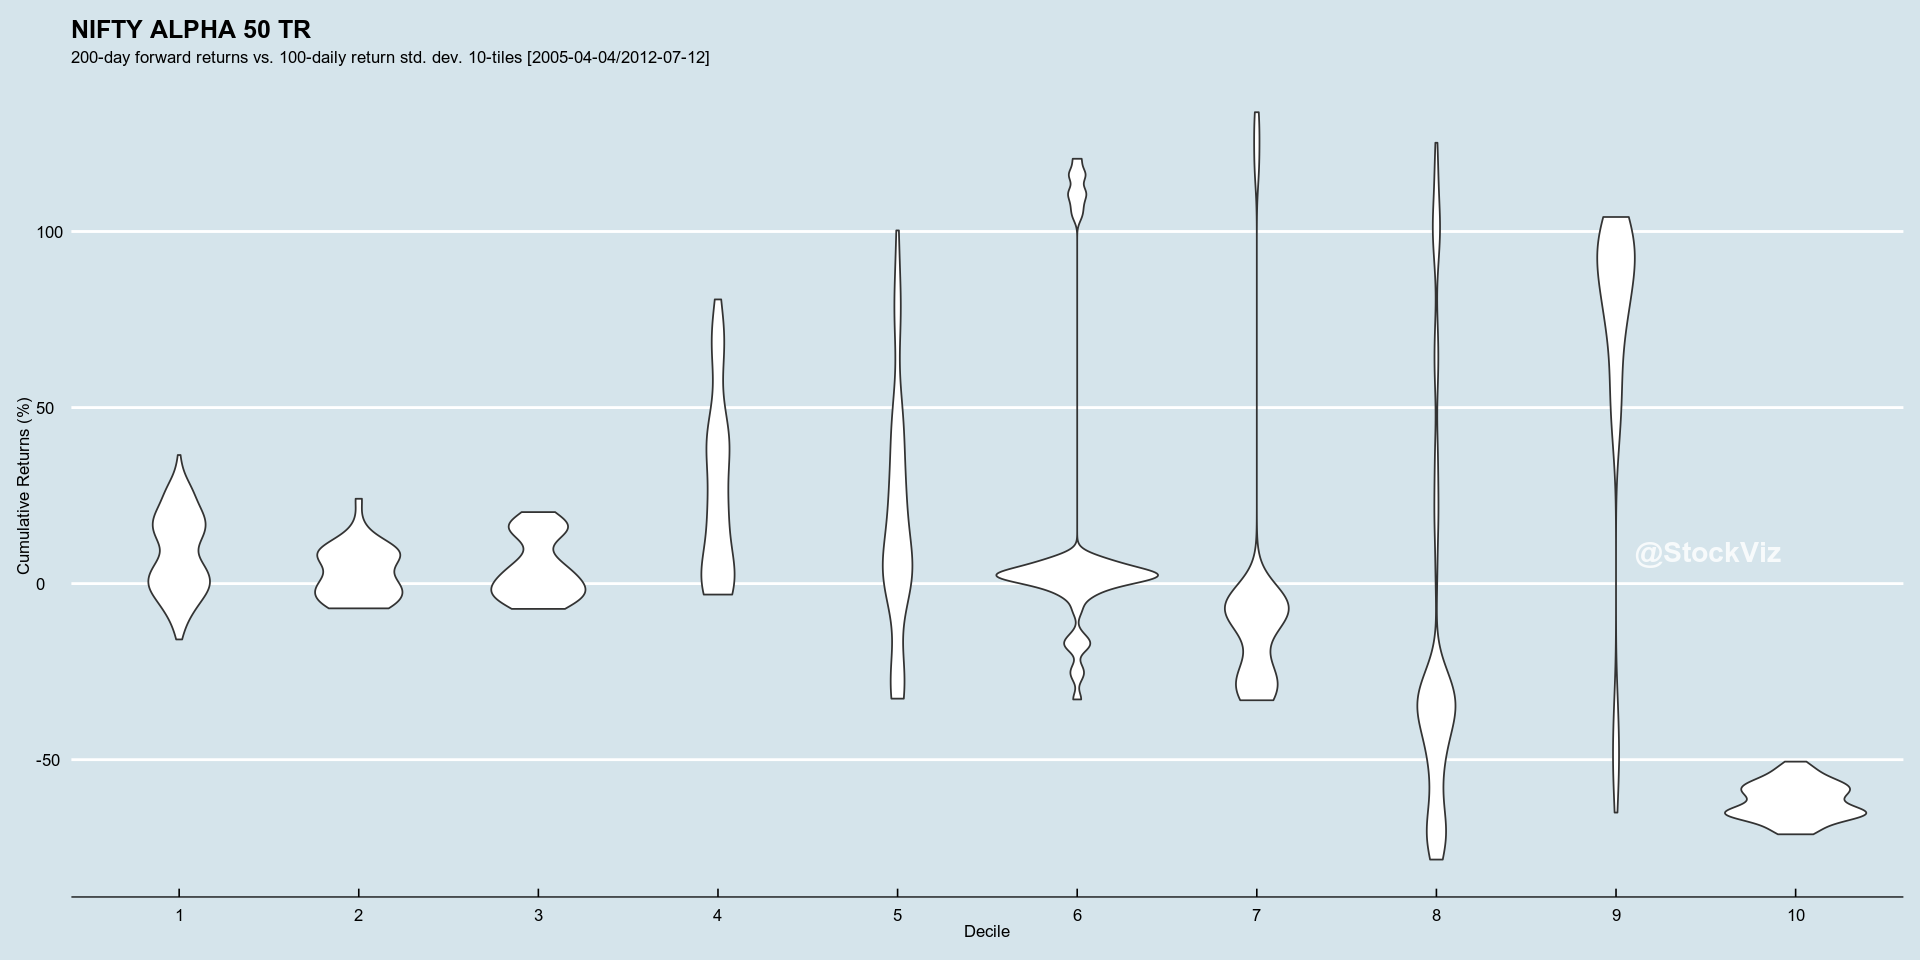 NIFTY ALPHA 50 TR
200-day forward returns vs. 100-daily return std. dev. 10-tiles [2005-04-04/2012-07-12]
Cumulative Returns (%)
100
50
0
-50
@StockViz
1 2 3 4 5 6 7 8 9 10
Decile